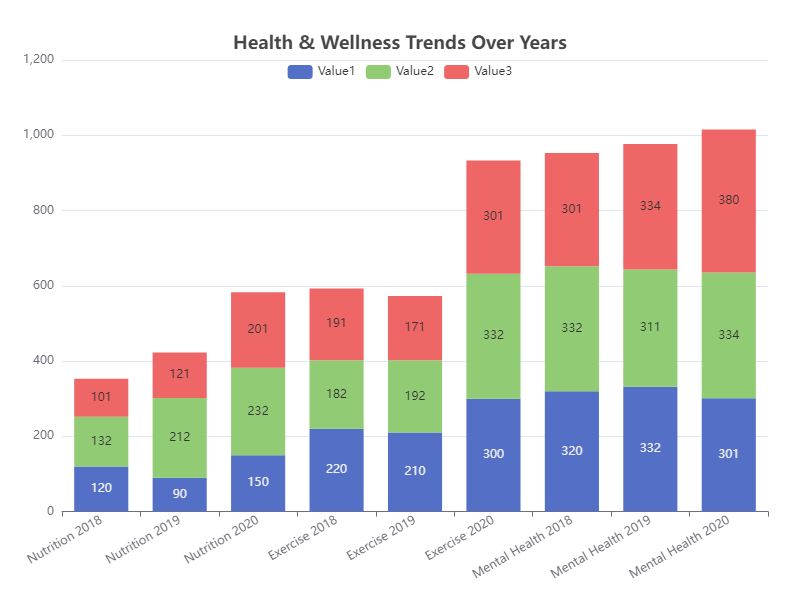 Health & Wellness Trends Over Years
Value1 Value2 Value3
1,200
1,000
800
600
400
200
0
101 121 201 191 171 301 301 334 380
132 212 232 182 192 332 332 311 334
120 90 150 220 210 300 320 332 301
Nutrition 2018 Nutrition 2019 Nutrition 2020 Exercise 2018 Exercise 2019 Exercise 2020 Mental Health 2018 Mental Health 2019 Mental Health 2020